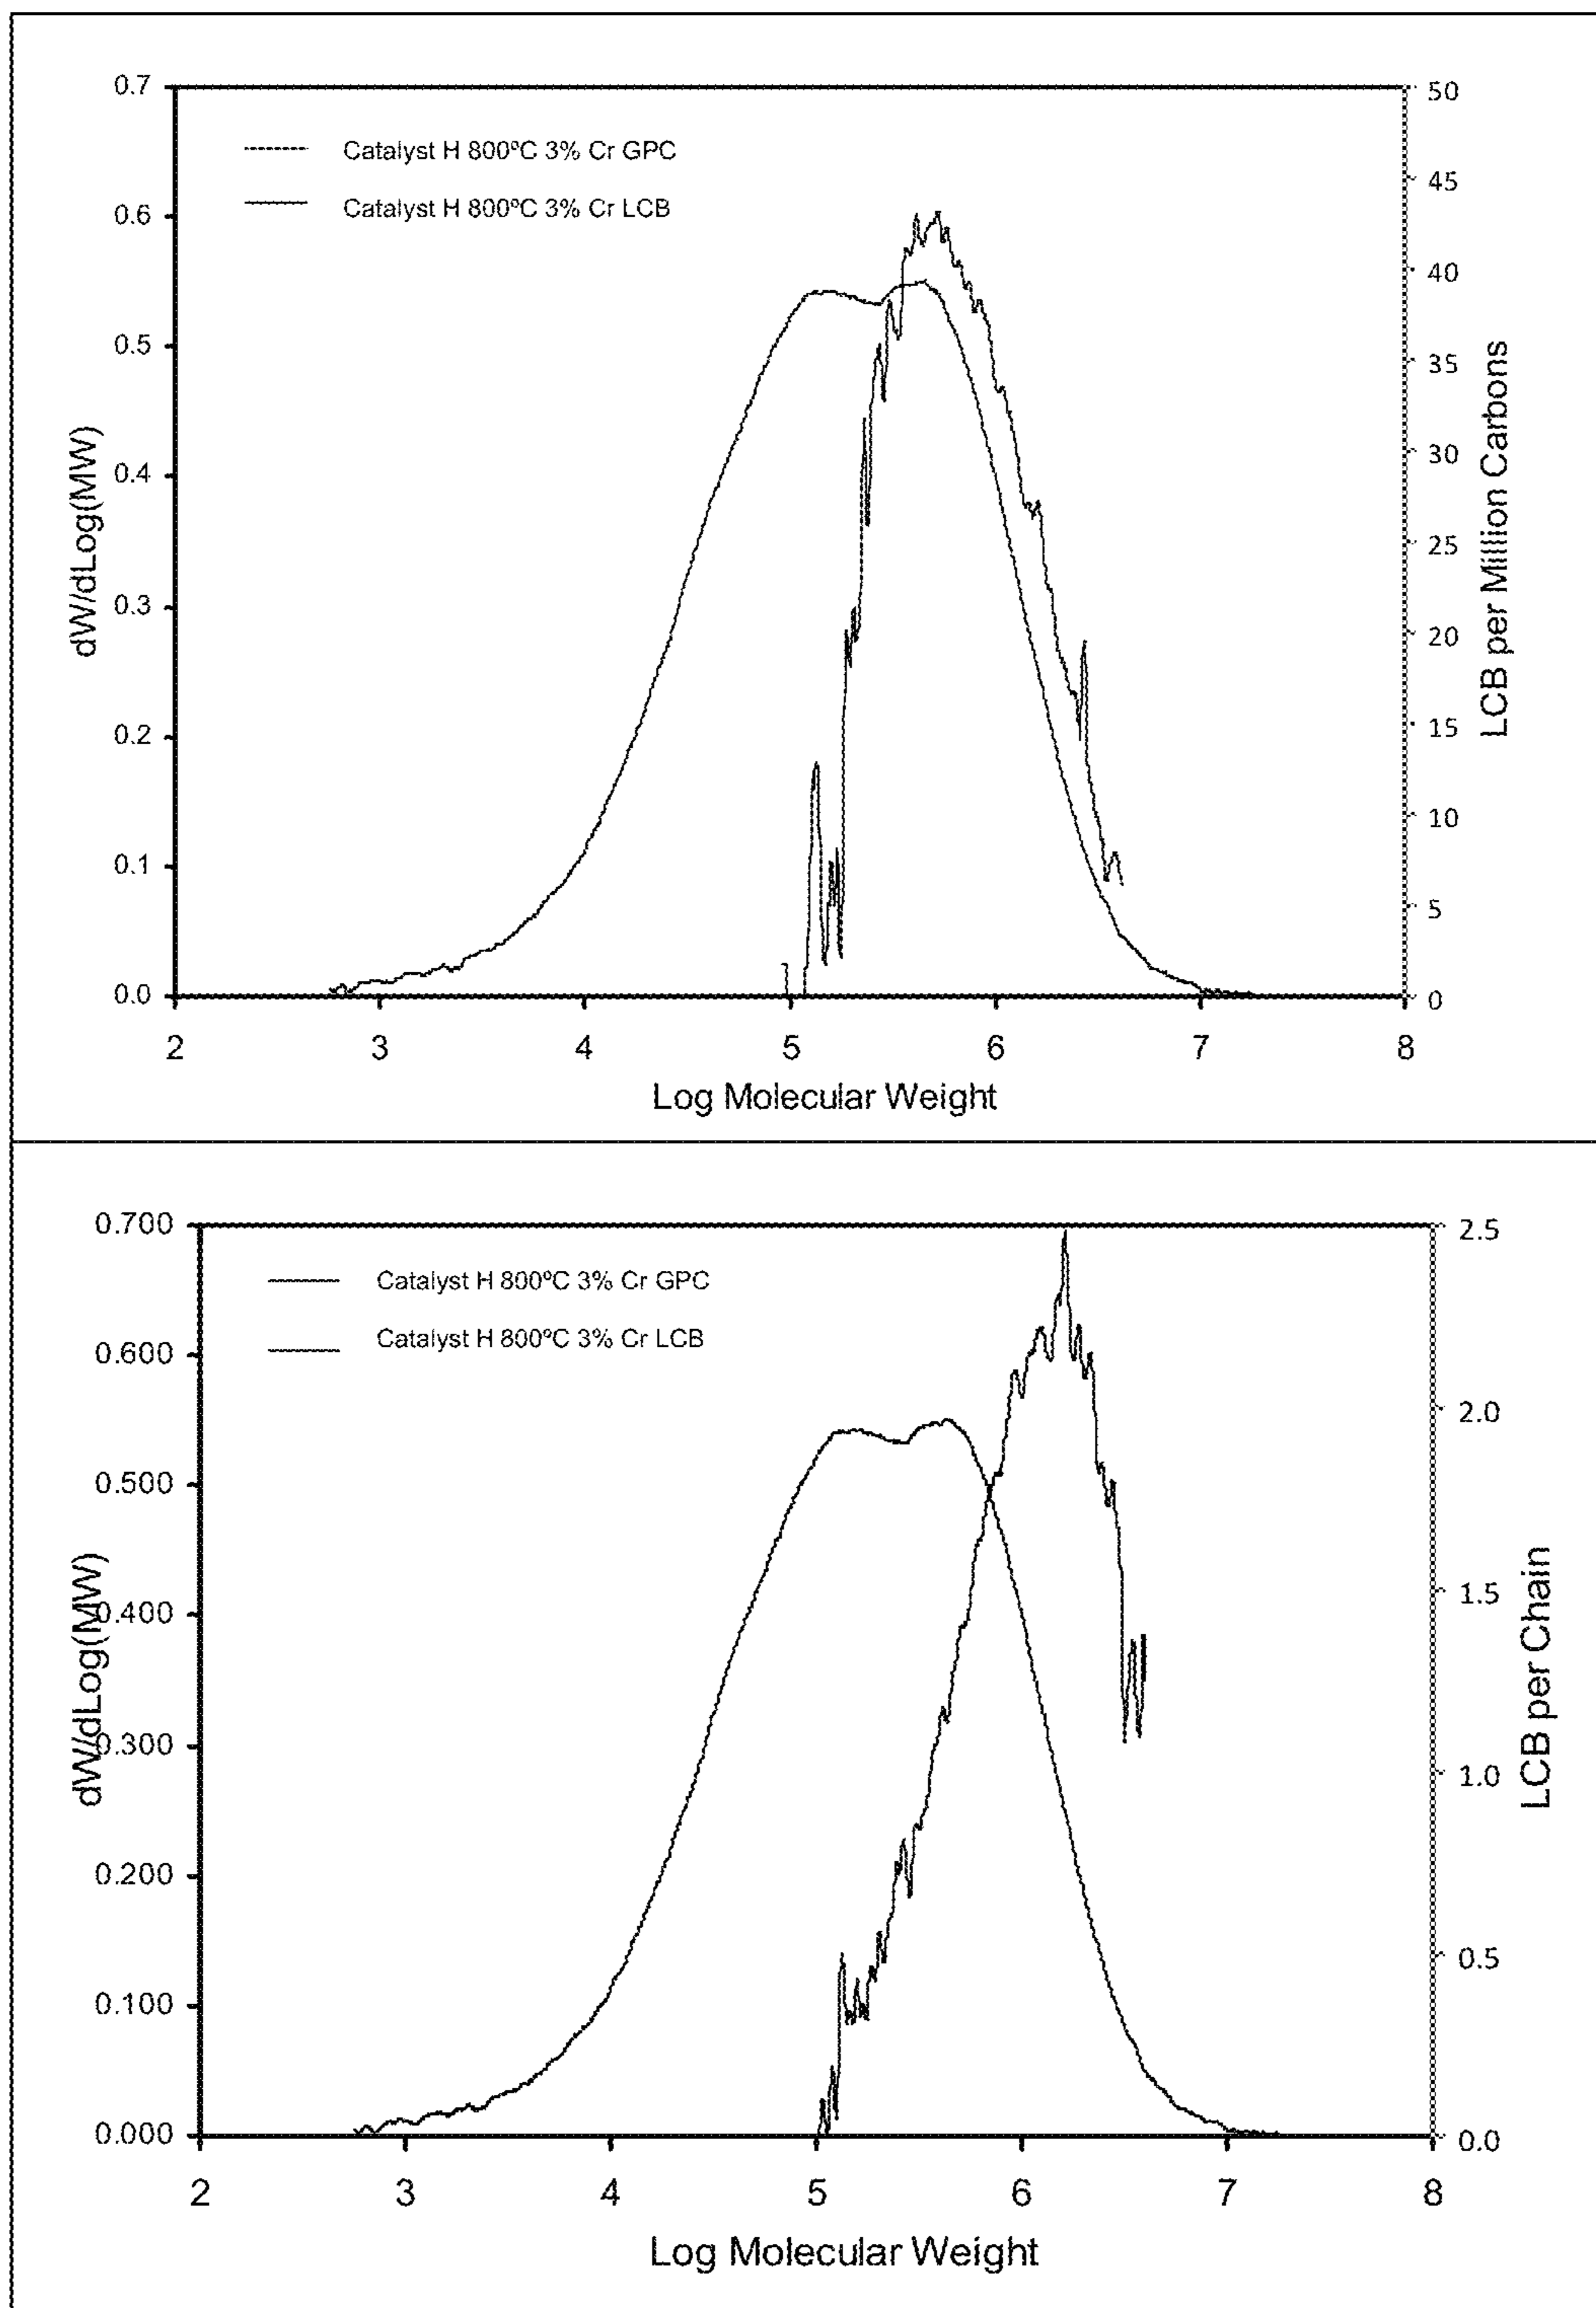 0.7
0.6
0.5
0.4
0.3
0.2
0.1
0.0
dW/dLog(MW)
Catalyst H 800ºC 3% Cr GPC
Catalyst H 800ºC 3% Cr LCB
50
45
40
35
30
25
20
15
10
5
0
LCB per Million Carbons
2 3 4 5 6 7 8
Log Molecular Weight
0.700
0.600
0.500
0.400
0.300
0.200
0.100
0.000
dW/dLog(MW)
Catalyst H 800ºC 3% Cr GPC
Catalyst H 800ºC 3% Cr LCB
2.5
2.0
1.5
1.0
0.5
0.0
LCB per Chain
2 3 4 5 6 7 8
Log Molecular Weight